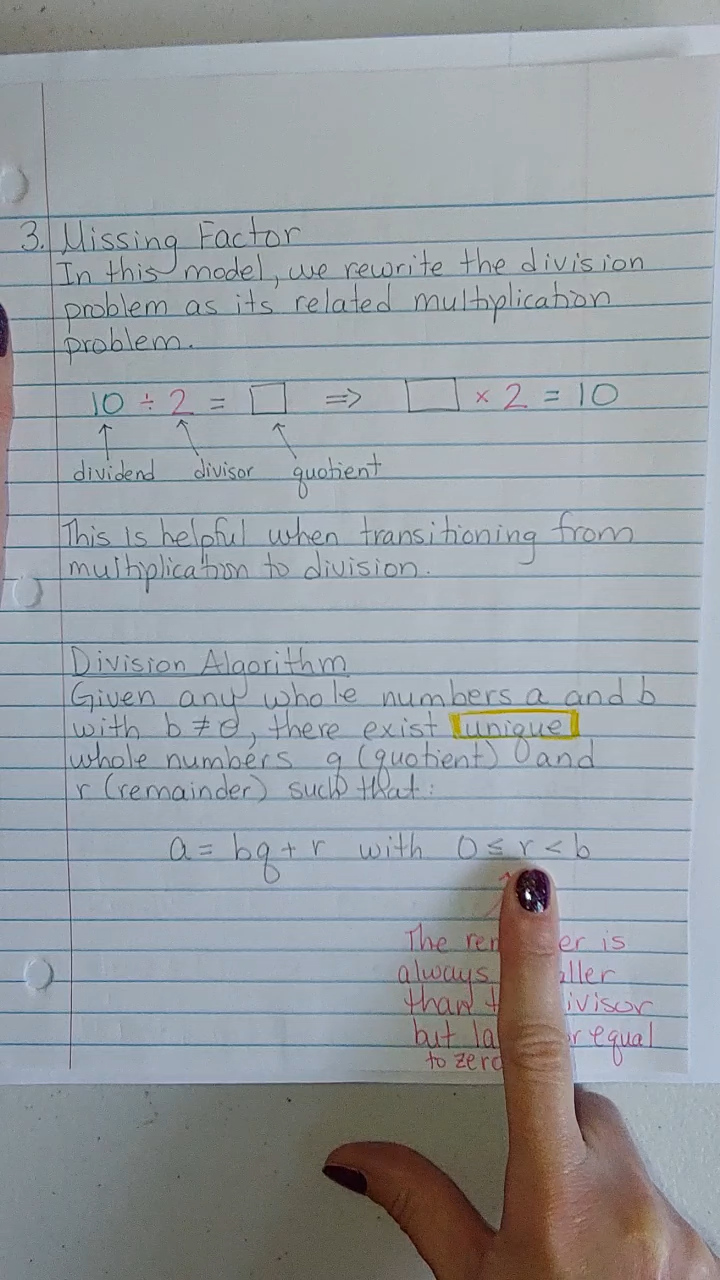 3. Missing Factor
In this model, we rewrite the division
problem as its related multiplication
problem.
10 ÷ 2 = □ ⇒ □ × 2 = 10
dividend divisor quotient
This is helpful when transitioning from
multiplication to division.
Division Algorithm
Given any whole numbers a and b
with b ≠ 0, there exist unique
whole numbers q (quotient) and
r (remainder) such that:
a = bq + r with 0 ≤ r < b
The er is
always
than
but equal
to zero